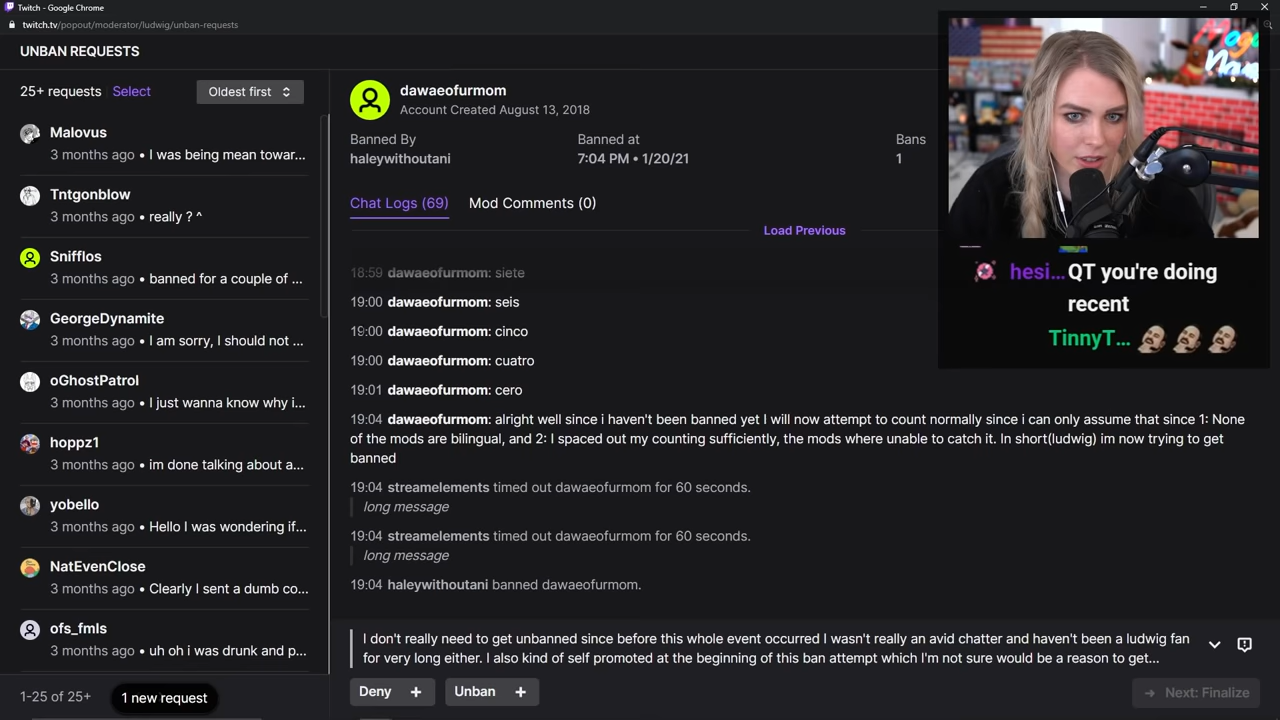 Twitch - Google Chrome
twitch.tv/popout/moderator/ludwig/unban-requests
UNBAN REQUESTS
25+ requests Select Oldest first
Malovus
3 months ago • I was being mean towar...
Tntgonblow
3 months ago • really ? ^
Snifflos
3 months ago • banned for a couple of ...
GeorgeDynamite
3 months ago • I am sorry, I should not ...
oGhostPatrol
3 months ago • I just wanna know why i...
hoppz1
3 months ago • im done talking about a...
yobello
3 months ago • Hello I was wondering if...
NatEvenClose
3 months ago • Clearly I sent a dumb co...
ofs_fmls
3 months ago • uh oh i was drunk and p...
1-25 of 25+ 1 new request
dawaeofurmom
Account Created August 13, 2018
Banned By Banned at Bans
haleywithoutani 7:04 PM • 1/20/21 1
Chat Logs (69) Mod Comments (0)
Load Previous
18:59 dawaeofurmom: siete
19:00 dawaeofurmom: seis
19:00 dawaeofurmom: cinco
19:00 dawaeofurmom: cuatro
19:01 dawaeofurmom: cero
19:04 dawaeofurmom: alright well since i haven't been banned yet I will now attempt to count normally since i can only assume that since 1: None
of the mods are bilingual, and 2: I spaced out my counting sufficiently, the mods where unable to catch it. In short(ludwig) im now trying to get
banned
19:04 streamelements timed out dawaeofurmom for 60 seconds.
long message
19:04 streamelements timed out dawaeofurmom for 60 seconds.
long message
19:04 haleywithoutani banned dawaeofurmom.
I don't really need to get unbanned since before this whole event occurred I wasn't really an avid chatter and haven't been a ludwig fan
for very long either. I also kind of self promoted at the beginning of this ban attempt which I'm not sure would be a reason to get...
Deny + Unban + → Next: Finalize
hesi... QT you're doing
recent
TinnyT...